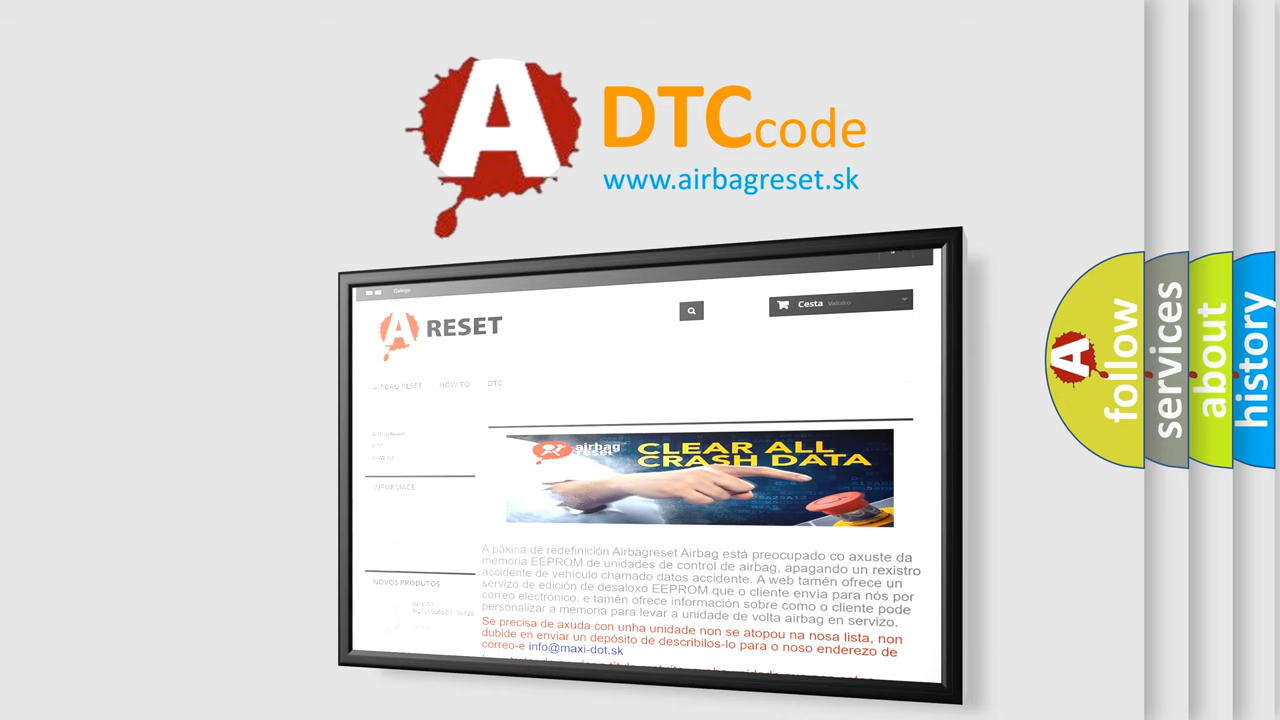 A
DTC code
www.airbagreset.sk
Galego
A RESET
Cesta Valoiro
AIRBAG RESET HOW TO DTC
INFORMACE
NOVOS PRODUTOS
airbag
reset
CLEAR ALL
CRASH DATA
A páxina de redefinición Airbagreset Airbag está preocupado co axuste da
memoria EEPROM de unidades de control de airbag, apagando un rexistro
accidente de vehículo chamado datos accidente. A web tamén ofrece un
servizo de edición de desaloxo EEPROM que o cliente envía para nós por
correo electrónico, e tamén ofrece información sobre como o cliente pode
personalizar a memoria para levar a unidade de volta airbag en servizo.
Se precisa de axuda con unha unidade non se atopou na nosa lista, non
dubide en enviar un depósito de describilos-lo para o noso enderezo de
correo-e info@maxi-dot.sk
A follow
services
about
history